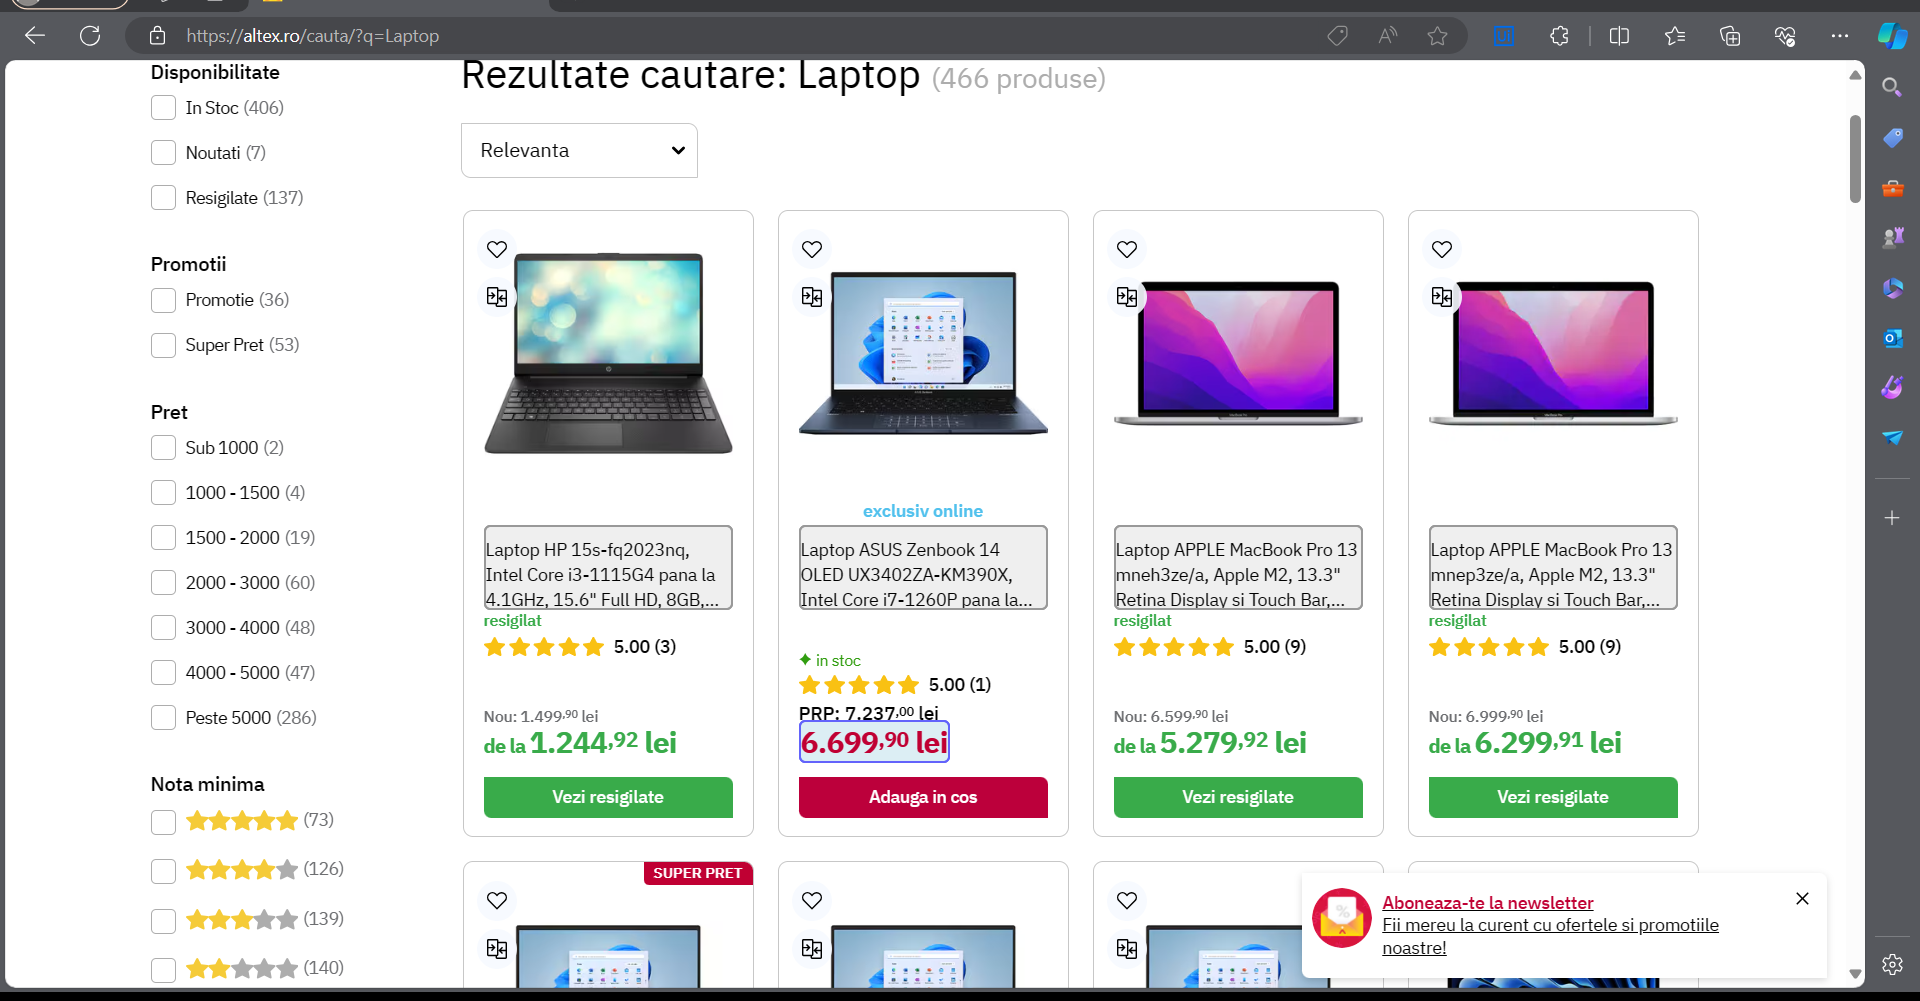 https://altex.ro/cauta/?q=Laptop
Disponibilitate
In Stoc (406)
Noutati (7)
Resigilate (137)
Promotii
Promotie (36)
Super Pret (53)
Pret
Sub 1000 (2)
1000 - 1500 (4)
1500 - 2000 (19)
2000 - 3000 (60)
3000 - 4000 (48)
4000 - 5000 (47)
Peste 5000 (286)
Nota minima
(73)
(126)
(139)
(140)
Rezultate cautare: Laptop (466 produse)
Relevanta
Laptop HP 15s-fq2023nq,
Intel Core i3-1115G4 pana la
4.1GHz, 15.6" Full HD, 8GB,...
resigilat
5.00 (3)
Nou: 1.499,90 lei
de la 1.244,92 lei
Vezi resigilate
exclusiv online
Laptop ASUS Zenbook 14
OLED UX3402ZA-KM390X,
Intel Core i7-1260P pana la...
in stoc
5.00 (1)
PRP: 7.237,00 lei
6.699,90 lei
Adauga in cos
Laptop APPLE MacBook Pro 13
mneh3ze/a, Apple M2, 13.3"
Retina Display si Touch Bar,...
resigilat
5.00 (9)
Nou: 6.599,90 lei
de la 5.279,92 lei
Vezi resigilate
Laptop APPLE MacBook Pro 13
mnep3ze/a, Apple M2, 13.3"
Retina Display si Touch Bar,...
resigilat
5.00 (9)
Nou: 6.999,90 lei
de la 6.299,91 lei
Vezi resigilate
SUPER PRET
Aboneaza-te la newsletter
Fii mereu la curent cu ofertele si promotiile
noastre!